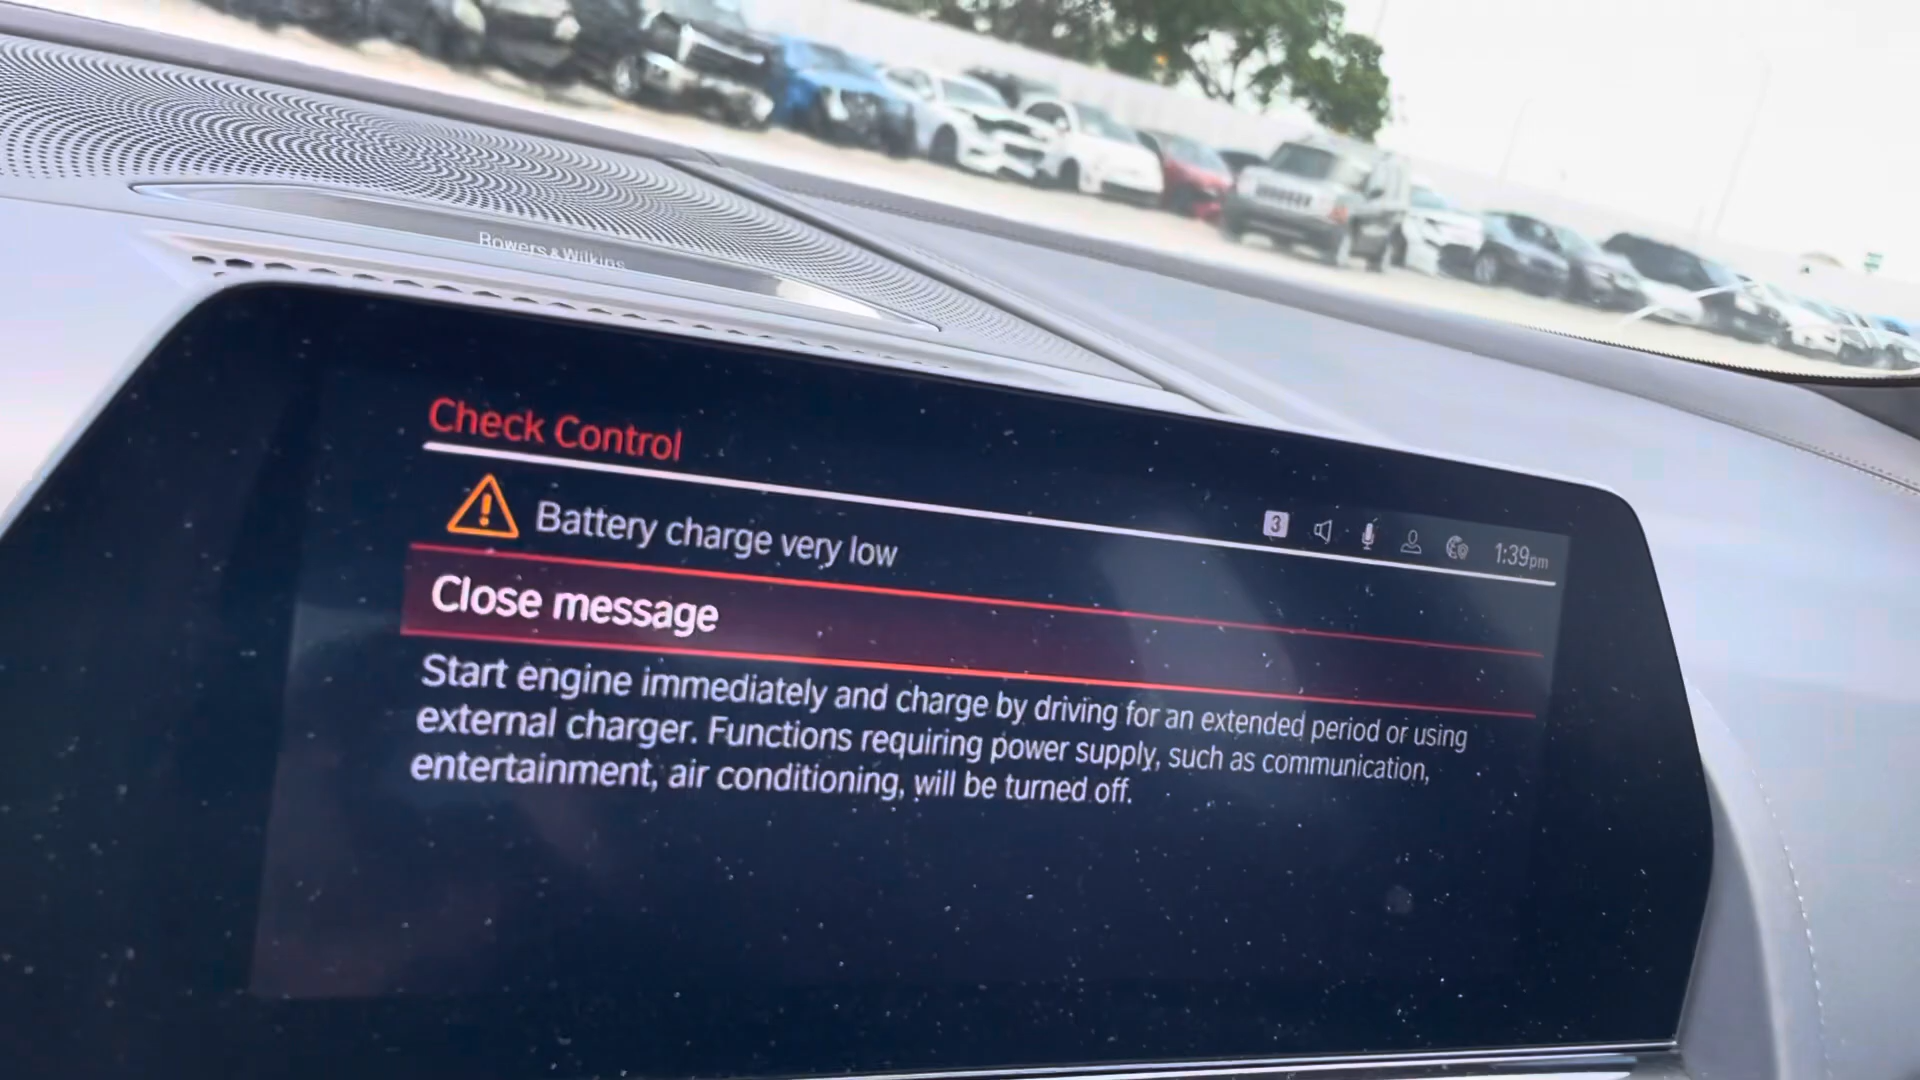 Bowers & Wilkins
Check Control
3 1:39pm
Battery charge very low
Close message
Start engine immediately and charge by driving for an extended period or using
external charger. Functions requiring power supply, such as communication,
entertainment, air conditioning, will be turned off.